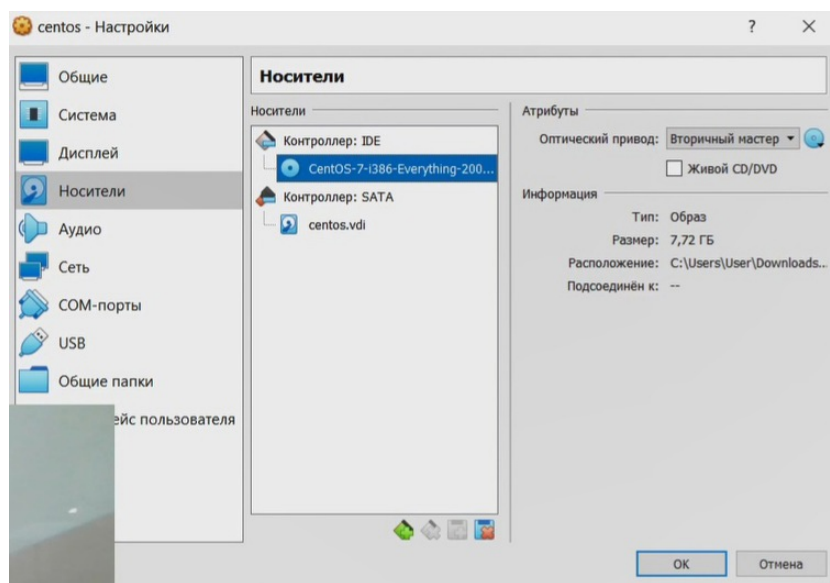 centos - Настройки
? ×
Общие
Система
Дисплей
Носители
Аудио
Сеть
COM-порты
USB
Общие папки
ейс пользователя
Носители
Носители
Контроллер: IDE
CentOS-7-i386-Everything-200...
Контроллер: SATA
centos.vdi
Атрибуты
Оптический привод: Вторичный мастер
Живой CD/DVD
Информация
Тип: Образ
Размер: 7,72 ГБ
Расположение: C:\Users\User\Downloads...
Подсоединён к: --
OK Отмена